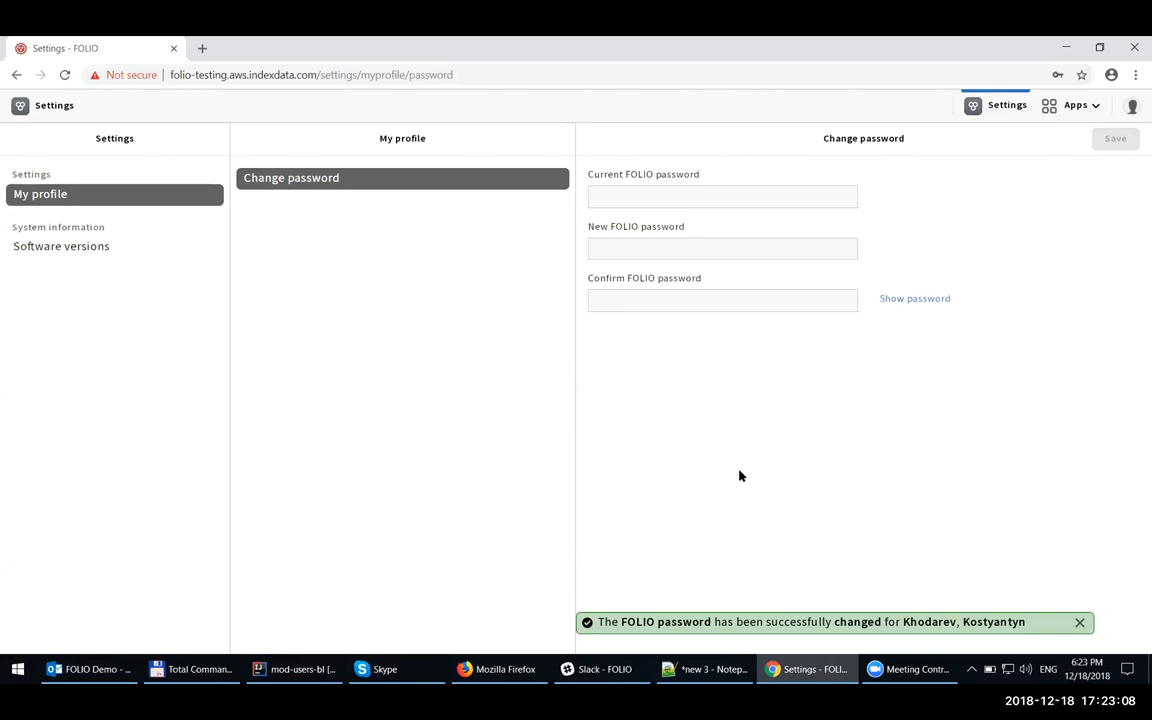 Settings - FOLIO
Not secure | folio-testing.aws.indexdata.com/settings/myprofile/password
Settings
Settings
Apps
Settings
My profile
Change password
Save
Settings
My profile
System information
Software versions
Change password
Current FOLIO password
New FOLIO password
Confirm FOLIO password
Show password
The FOLIO password has been successfully changed for Khodarev, Kostyantyn
FOLIO Demo - ...
Total Comman...
mod-users-bl [...
Skype
Mozilla Firefox
Slack - FOLIO
*new 3 - Notep...
Settings - FOLI...
Meeting Contr...
ENG
6:23 PM
12/18/2018
2018-12-18 17:23:08